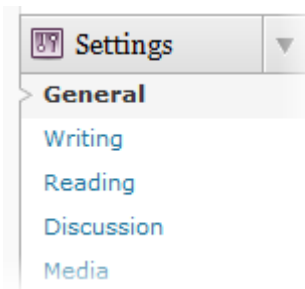 Settings
General
Writing
Reading
Discussion
Media